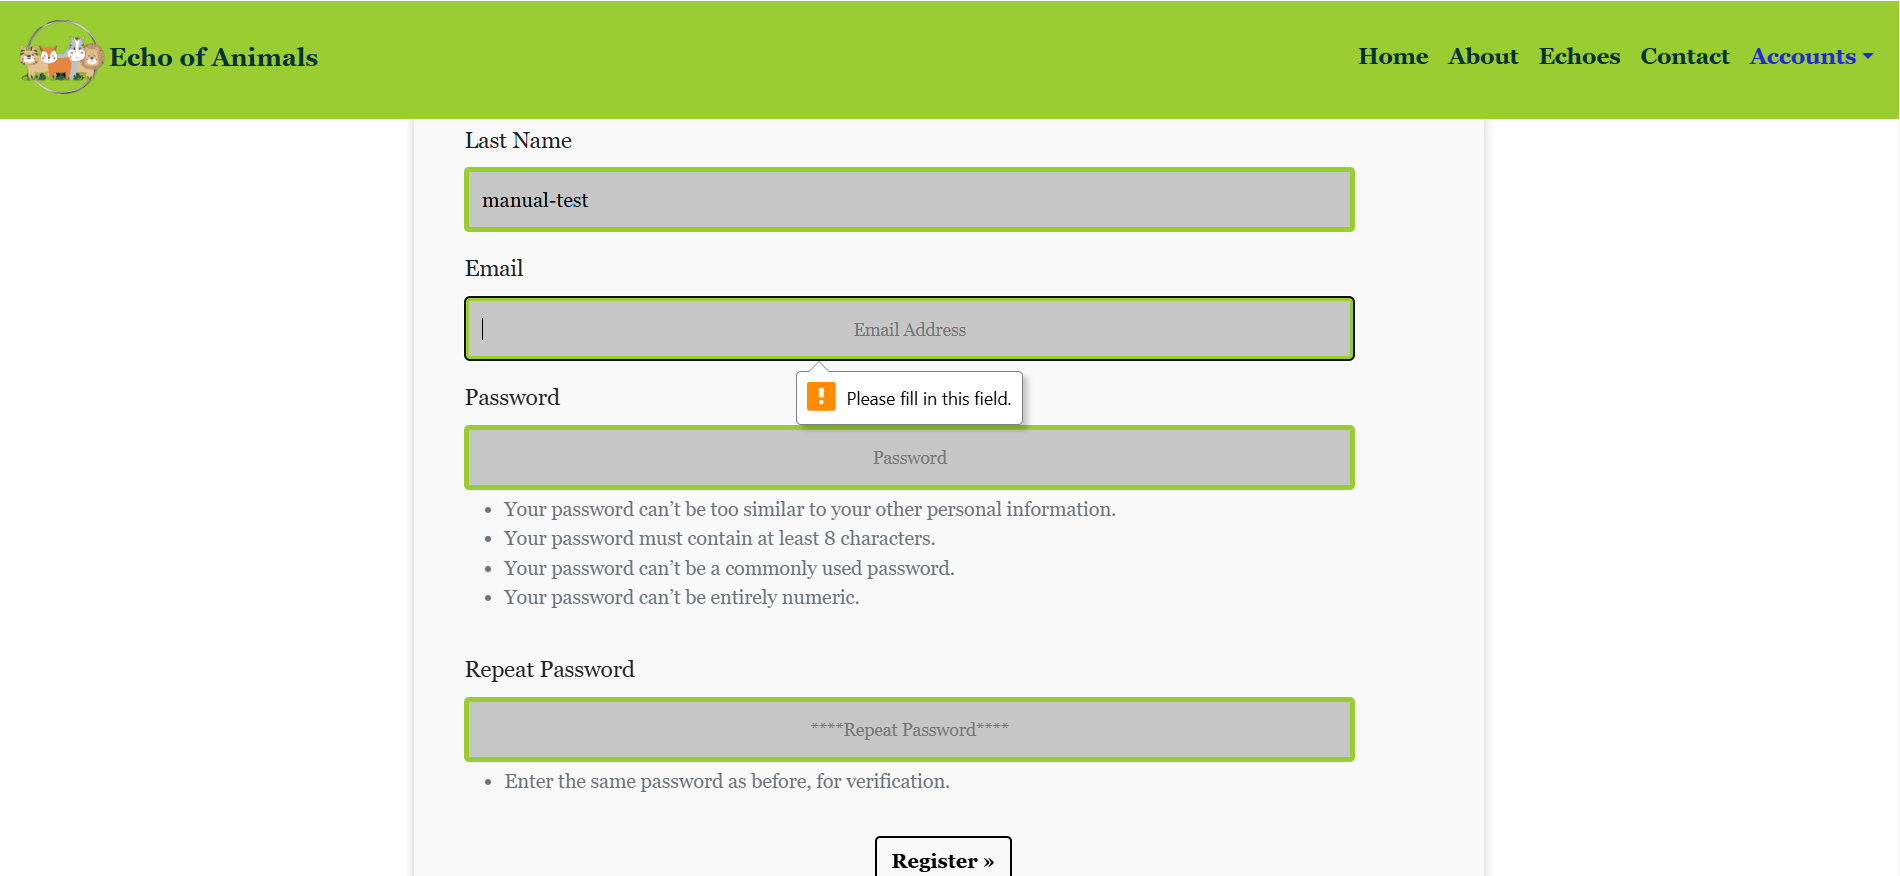 Echo of Animals
Home About Echoes Contact Accounts
Last Name
manual-test
Email
Email Address
Please fill in this field.
Password
Password
Your password can’t be too similar to your other personal information.
Your password must contain at least 8 characters.
Your password can’t be a commonly used password.
Your password can’t be entirely numeric.
Repeat Password
****Repeat Password****
Enter the same password as before, for verification.
Register »